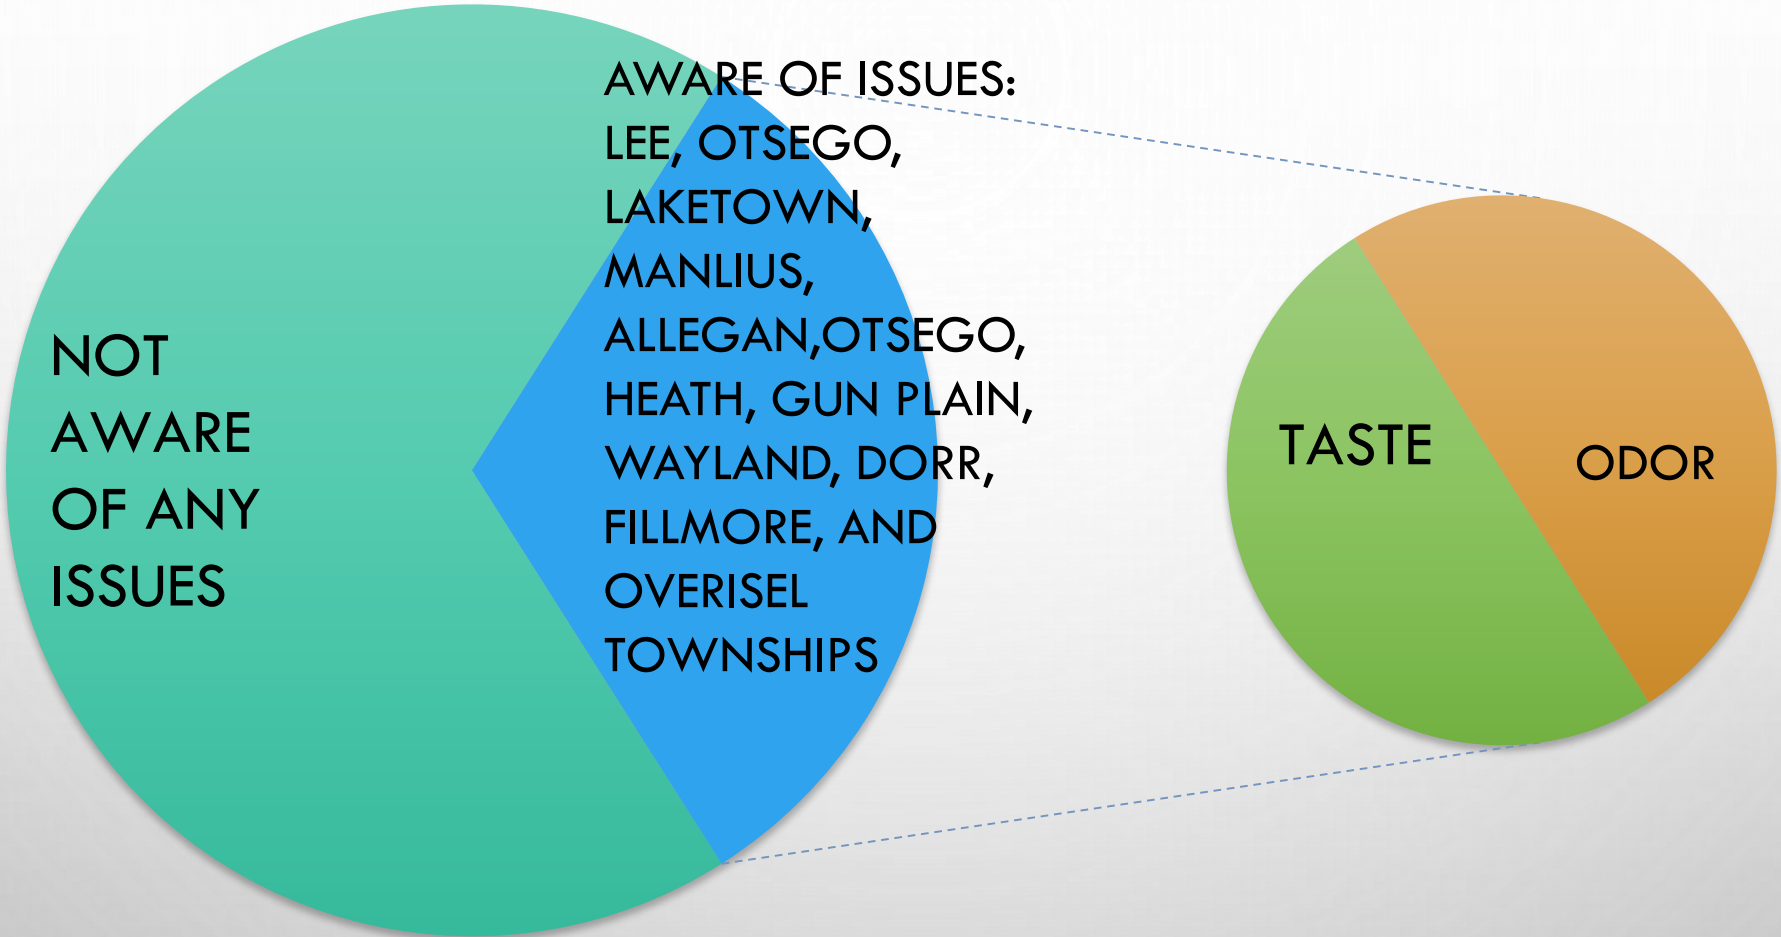 NOT
AWARE
OF ANY
ISSUES
AWARE OF ISSUES:
LEE, OTSEGO,
LAKETOWN,
MANLIUS,
ALLEGAN,OTSEGO,
HEATH, GUN PLAIN,
WAYLAND, DORR,
FILLMORE, AND
OVERISEL
TOWNSHIPS
TASTE
ODOR